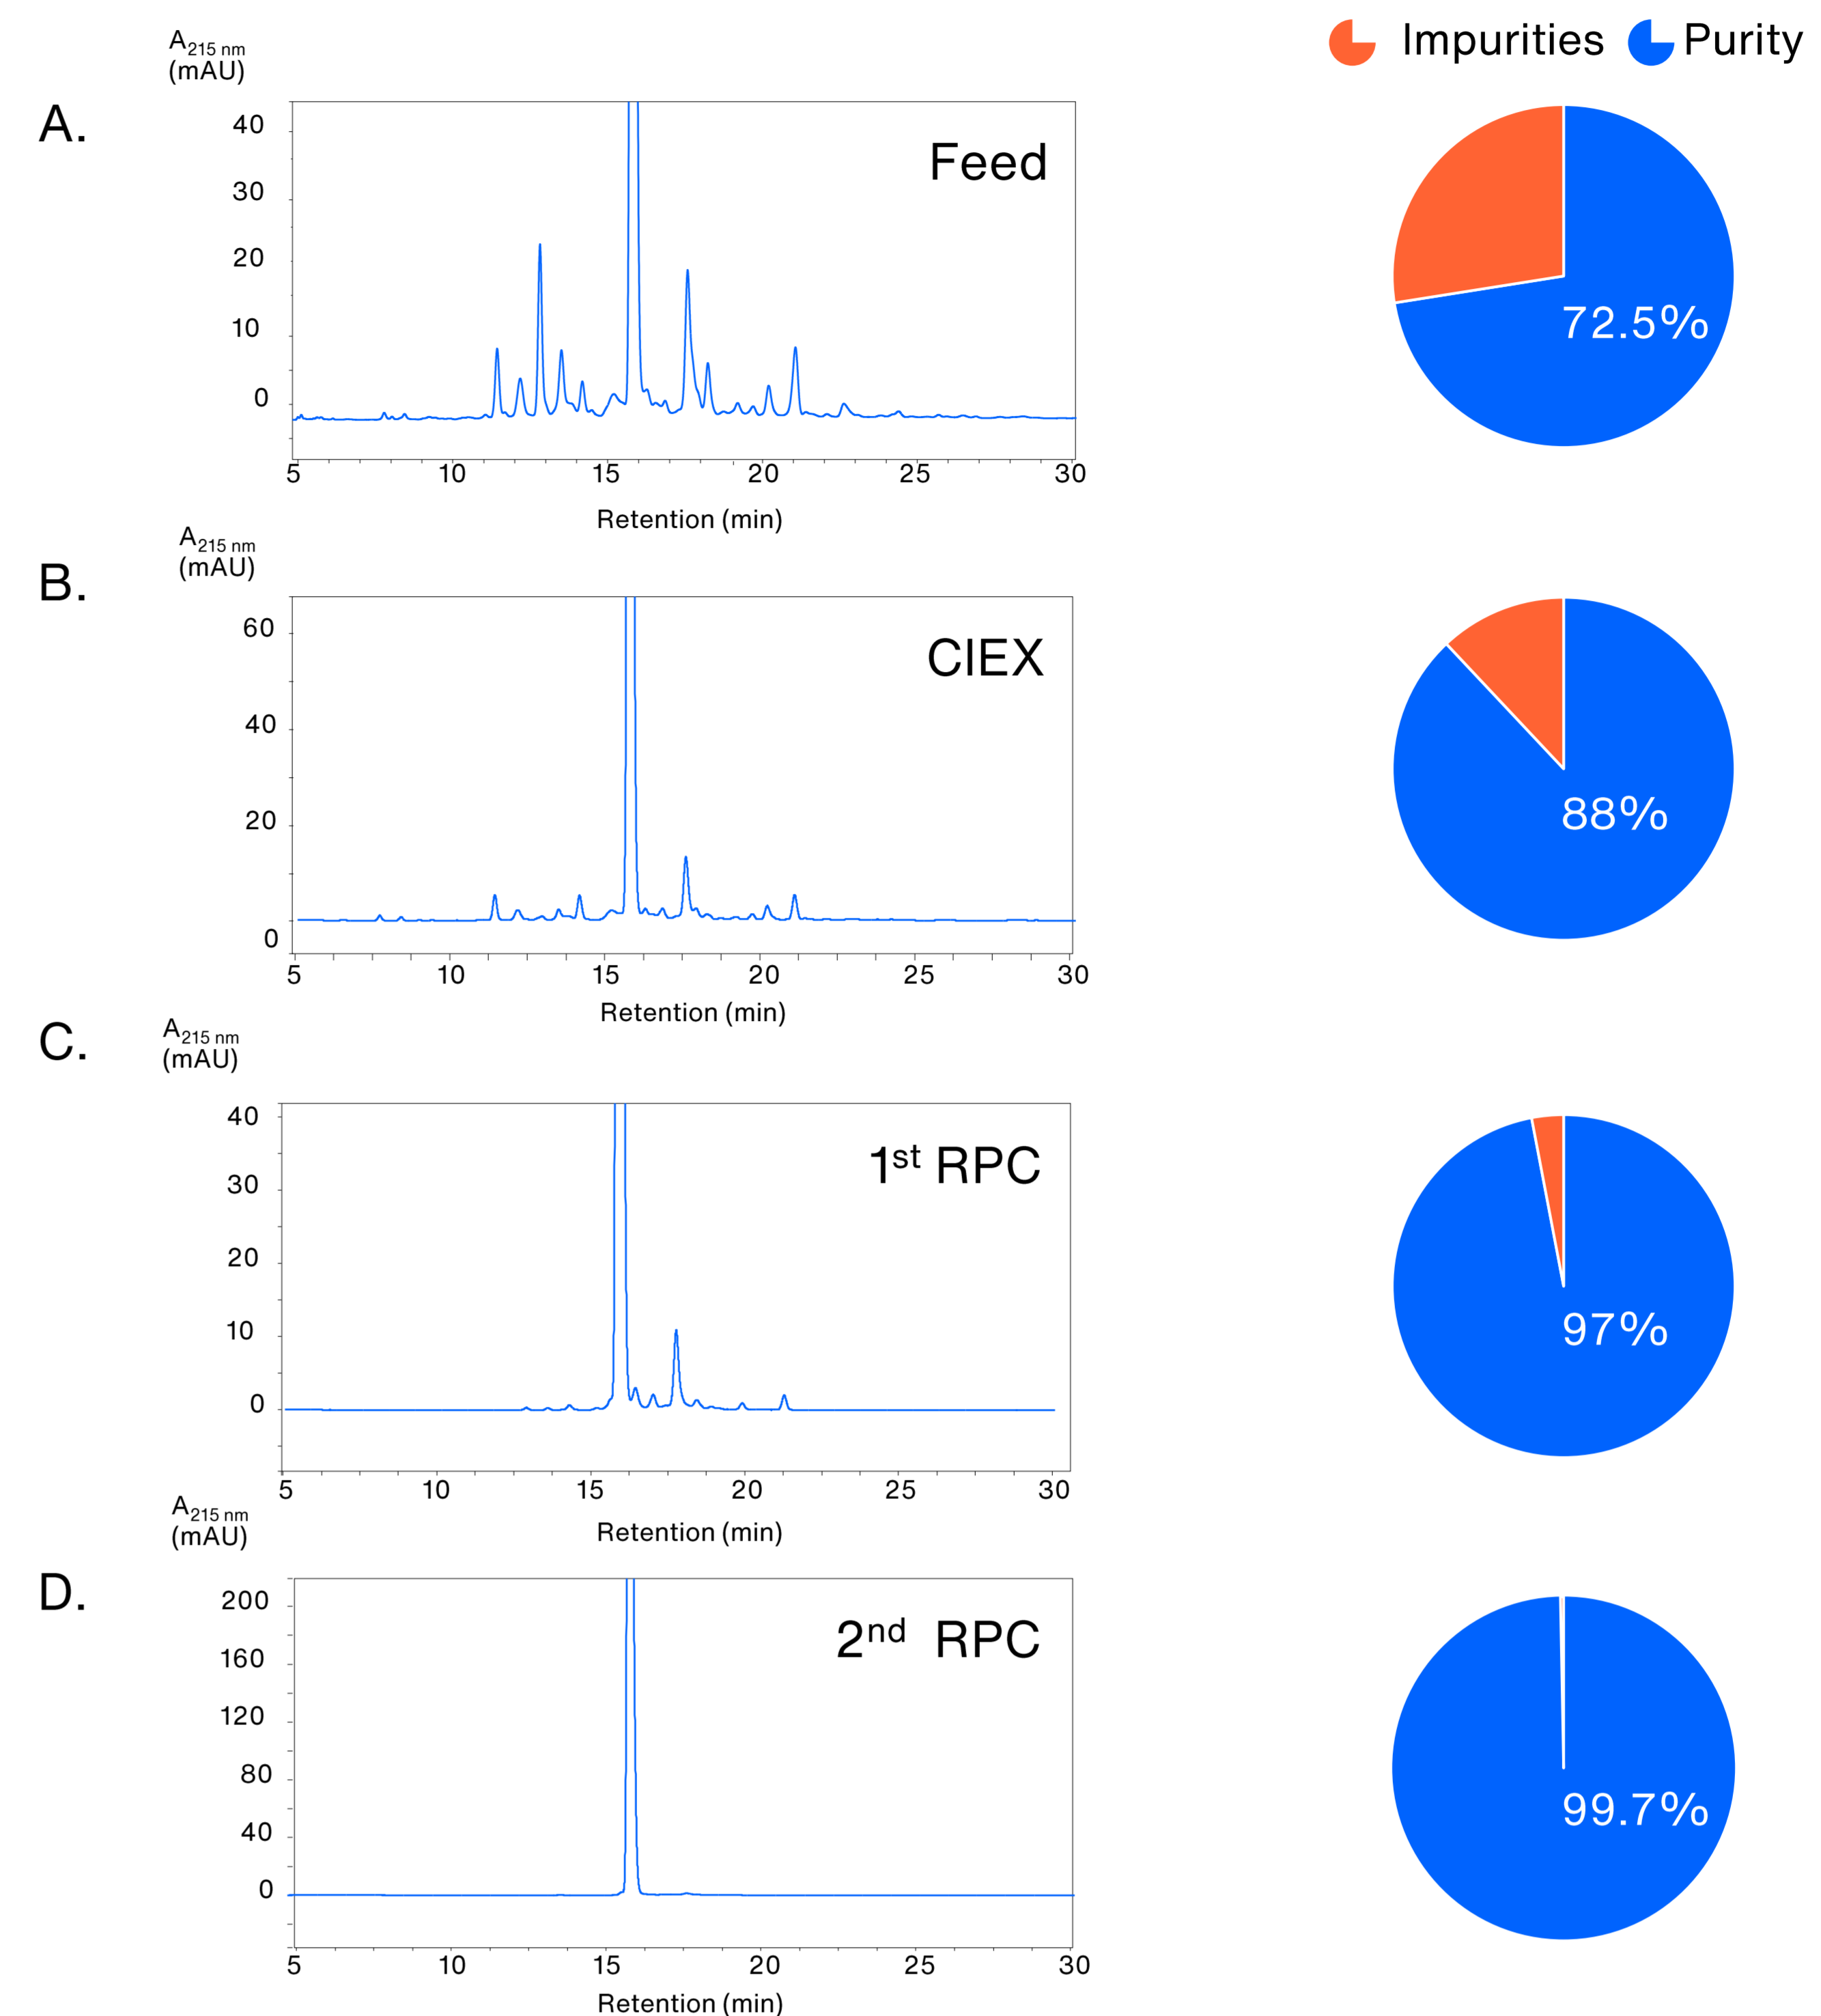 Impurities Purity
A.
A215 nm
(mAU)
40
30
20
10
0
Feed
5 10 15 20 25 30
Retention (min)
72.5%
B.
A215 nm
(mAU)
60
40
20
0
CIEX
5 10 15 20 25 30
Retention (min)
88%
C.
A215 nm
(mAU)
40
30
20
10
0
1st RPC
5 10 15 20 25 30
Retention (min)
97%
D.
A215 nm
(mAU)
200
160
120
80
40
0
2nd RPC
5 10 15 20 25 30
Retention (min)
99.7%